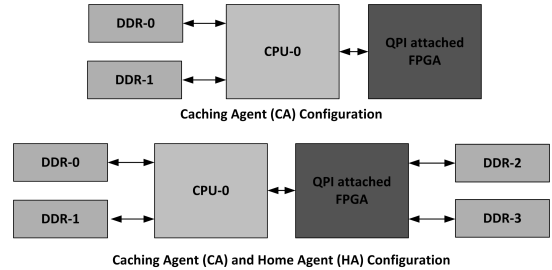 DDR-0
DDR-1
CPU-0
QPI attached
FPGA
Caching Agent (CA) Configuration
DDR-0
DDR-1
CPU-0
QPI attached
FPGA
DDR-2
DDR-3
Caching Agent (CA) and Home Agent (HA) Configuration